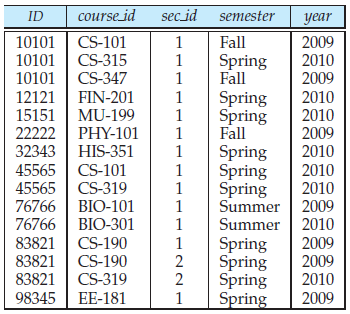 ID course_id sec_id semester year
10101 CS-101 1 Fall 2009
10101 CS-315 1 Spring 2010
10101 CS-347 1 Fall 2009
12121 FIN-201 1 Spring 2010
15151 MU-199 1 Spring 2010
22222 PHY-101 1 Fall 2009
32343 HIS-351 1 Spring 2010
45565 CS-101 1 Spring 2010
45565 CS-319 1 Spring 2010
76766 BIO-101 1 Summer 2009
76766 BIO-301 1 Summer 2010
83821 CS-190 1 Spring 2009
83821 CS-190 2 Spring 2009
83821 CS-319 2 Spring 2010
98345 EE-181 1 Spring 2009